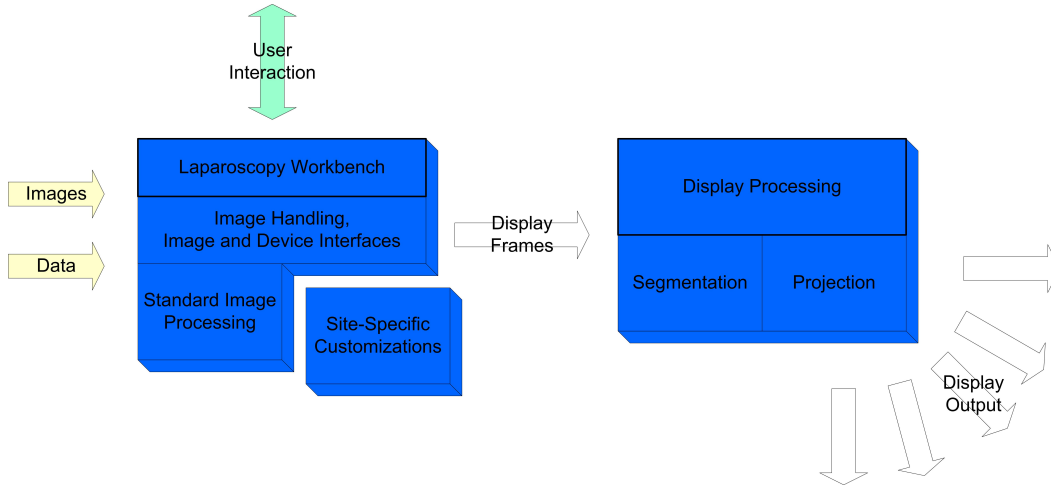 User
Interaction
Laparoscopy Workbench
Display Processing
Images
Image Handling,
Image and Device Interfaces
Display
Frames
Data
Segmentation
Projection
Standard Image
Processing
Site-Specific
Customizations
Display
Output